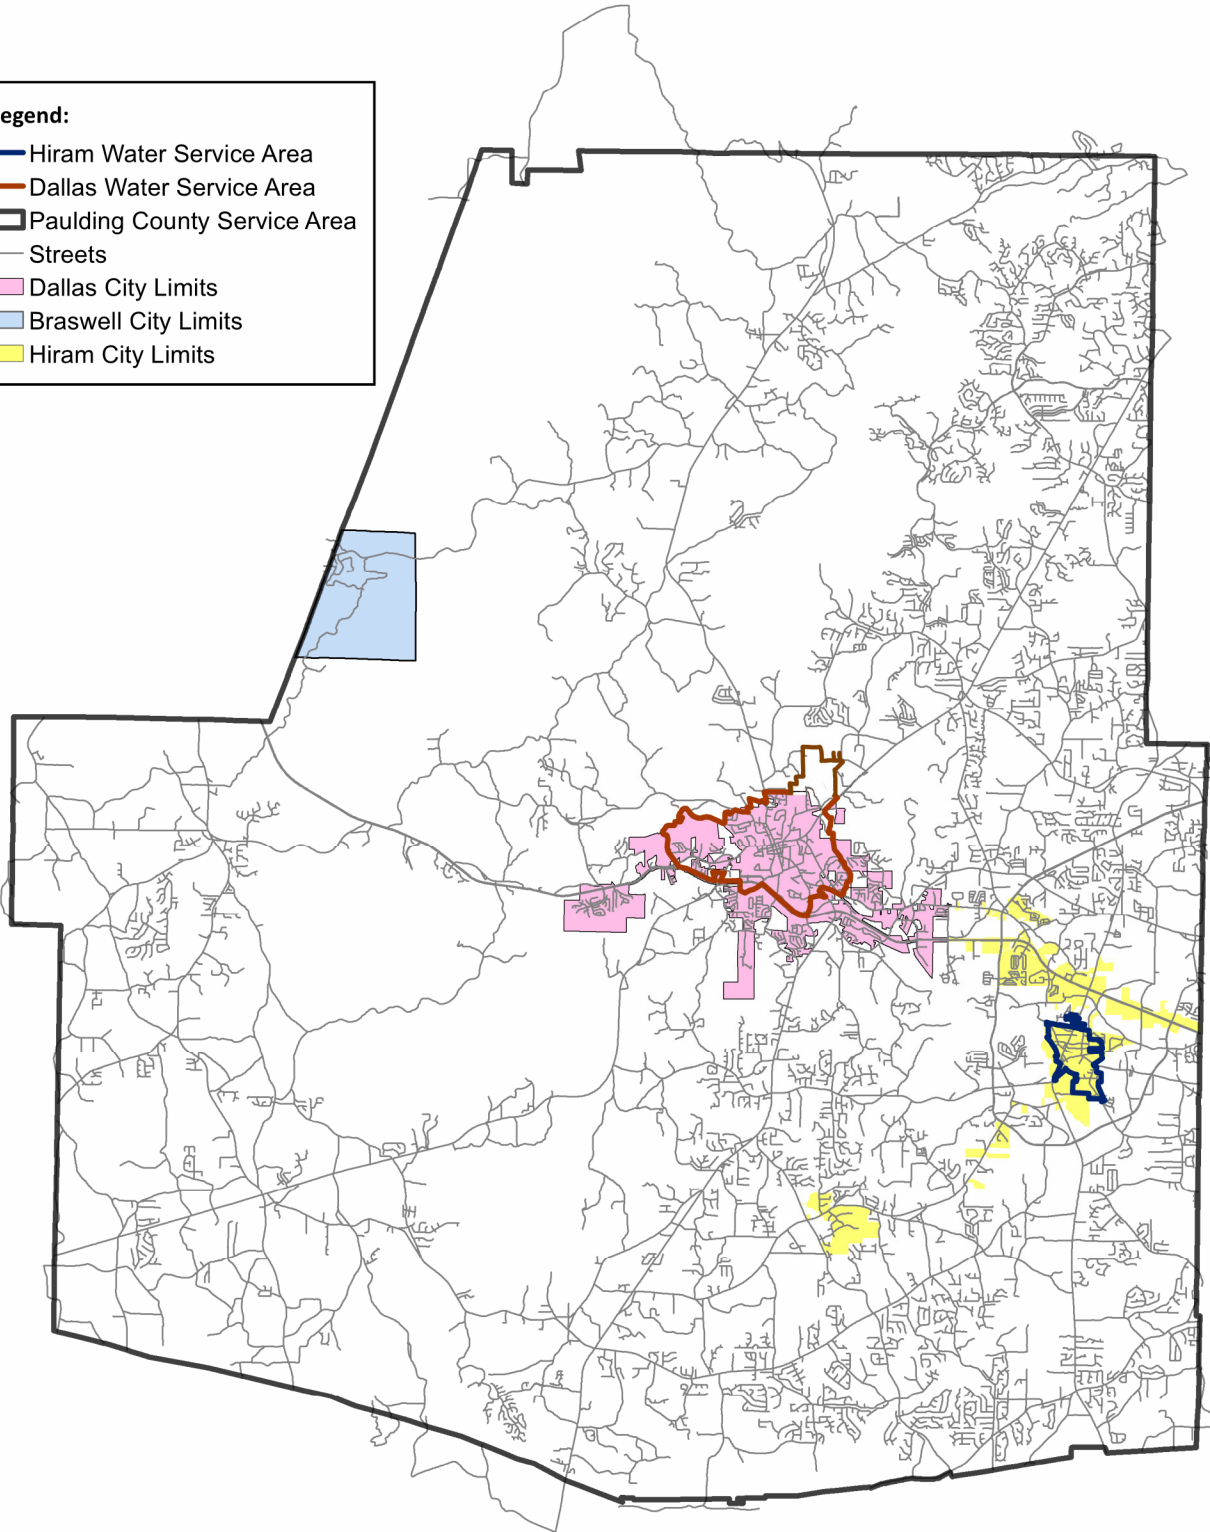 egend:
Hiram Water Service Area
Dallas Water Service Area
Paulding County Service Area
Streets
Dallas City Limits
Braswell City Limits
Hiram City Limits